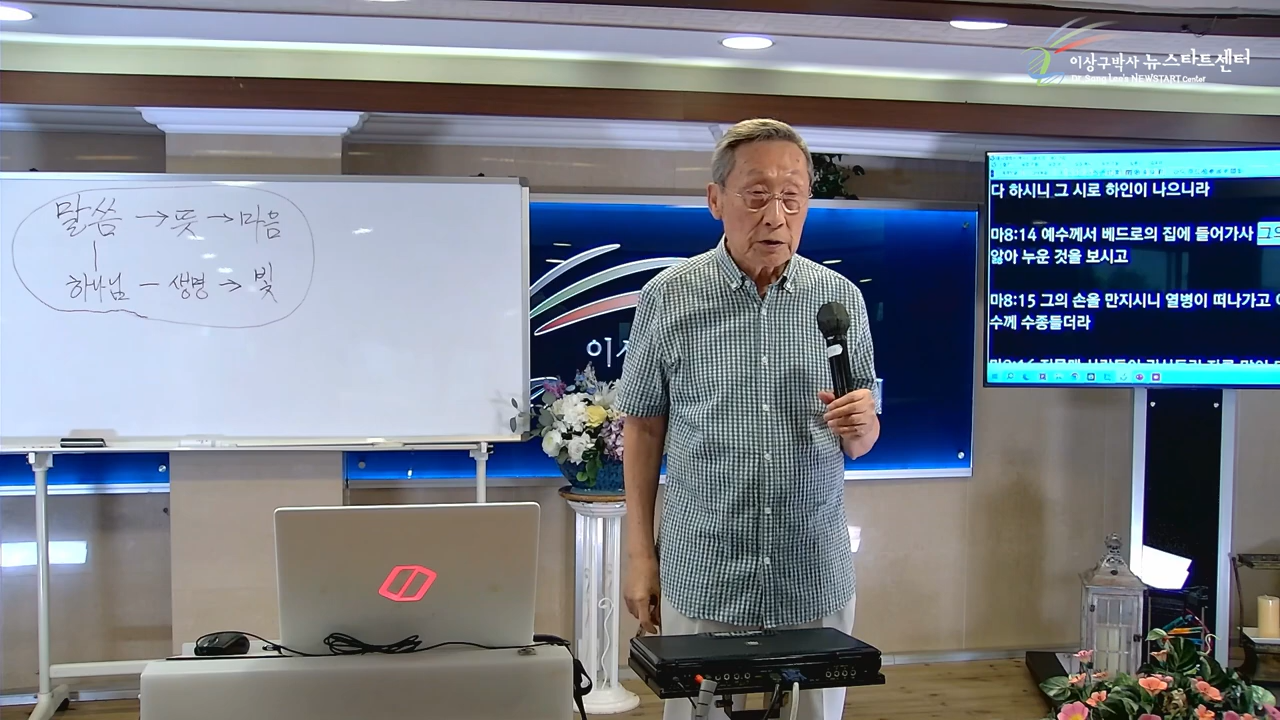 이상구박사 뉴스타트센터
Dr. Sang Lee's NEWSTART Center
말씀 → 뜻 → 마음
하나님 – 생명 → 빛
다 하시니 그 시로 하인이 나으니라
마8:14 예수께서 베드로의 집에 들어가사 그의
앓아 누운 것을 보시고
마8:15 그의 손을 만지시니 열병이 떠나가고
수께 수종들더라
이